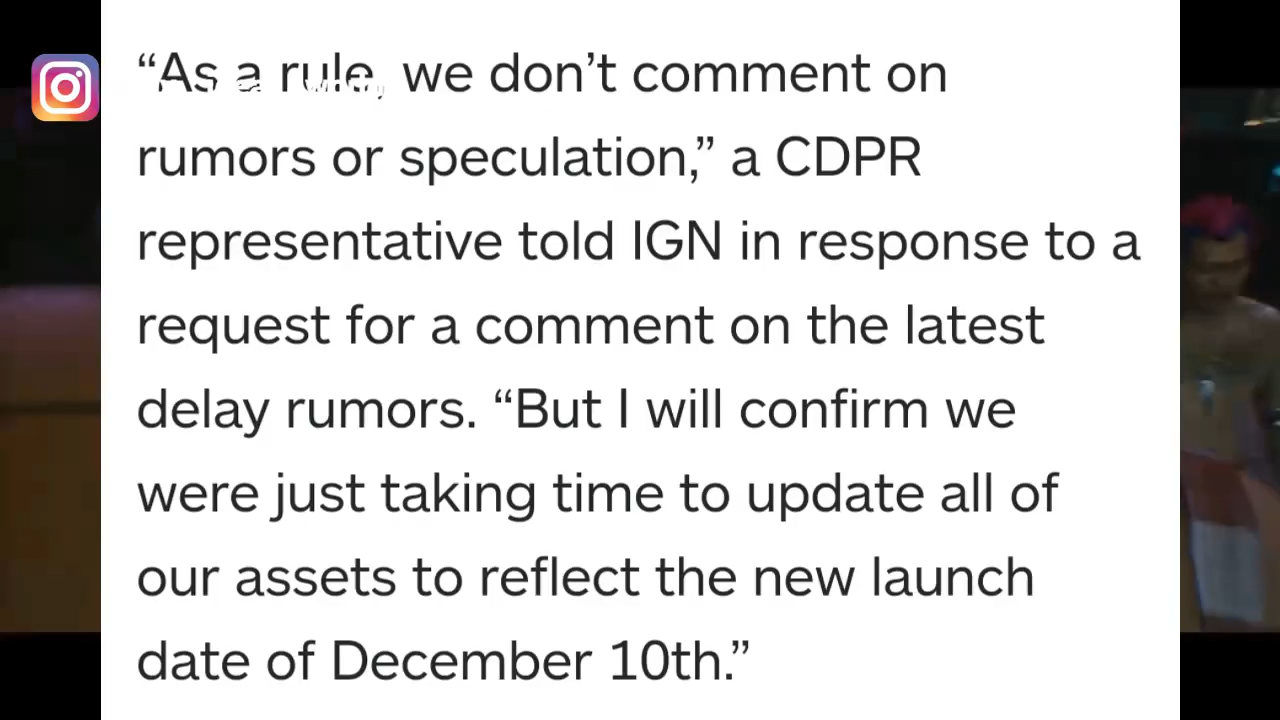 “As a rule, we don’t comment on
rumors or speculation,” a CDPR
representative told IGN in response to a
request for a comment on the latest
delay rumors. “But I will confirm we
were just taking time to update all of
our assets to reflect the new launch
date of December 10th.”